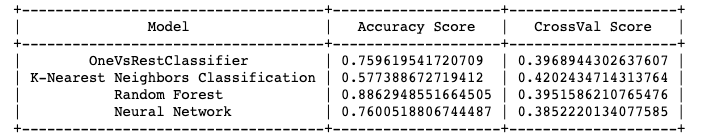 +-----------------------------------+--------------------+--------------------+
| Model | Accuracy Score | CrossVal Score |
+-----------------------------------+--------------------+--------------------+
| OneVsRestClassifier | 0.759619541720709 | 0.3968944302637607 |
| K-Nearest Neighbors Classification | 0.577388672719412 | 0.4202434714313764 |
| Random Forest | 0.8862948551664505 | 0.3951586210765476 |
| Neural Network | 0.7600518806744487 | 0.3852220134077585 |
+-----------------------------------+--------------------+--------------------+